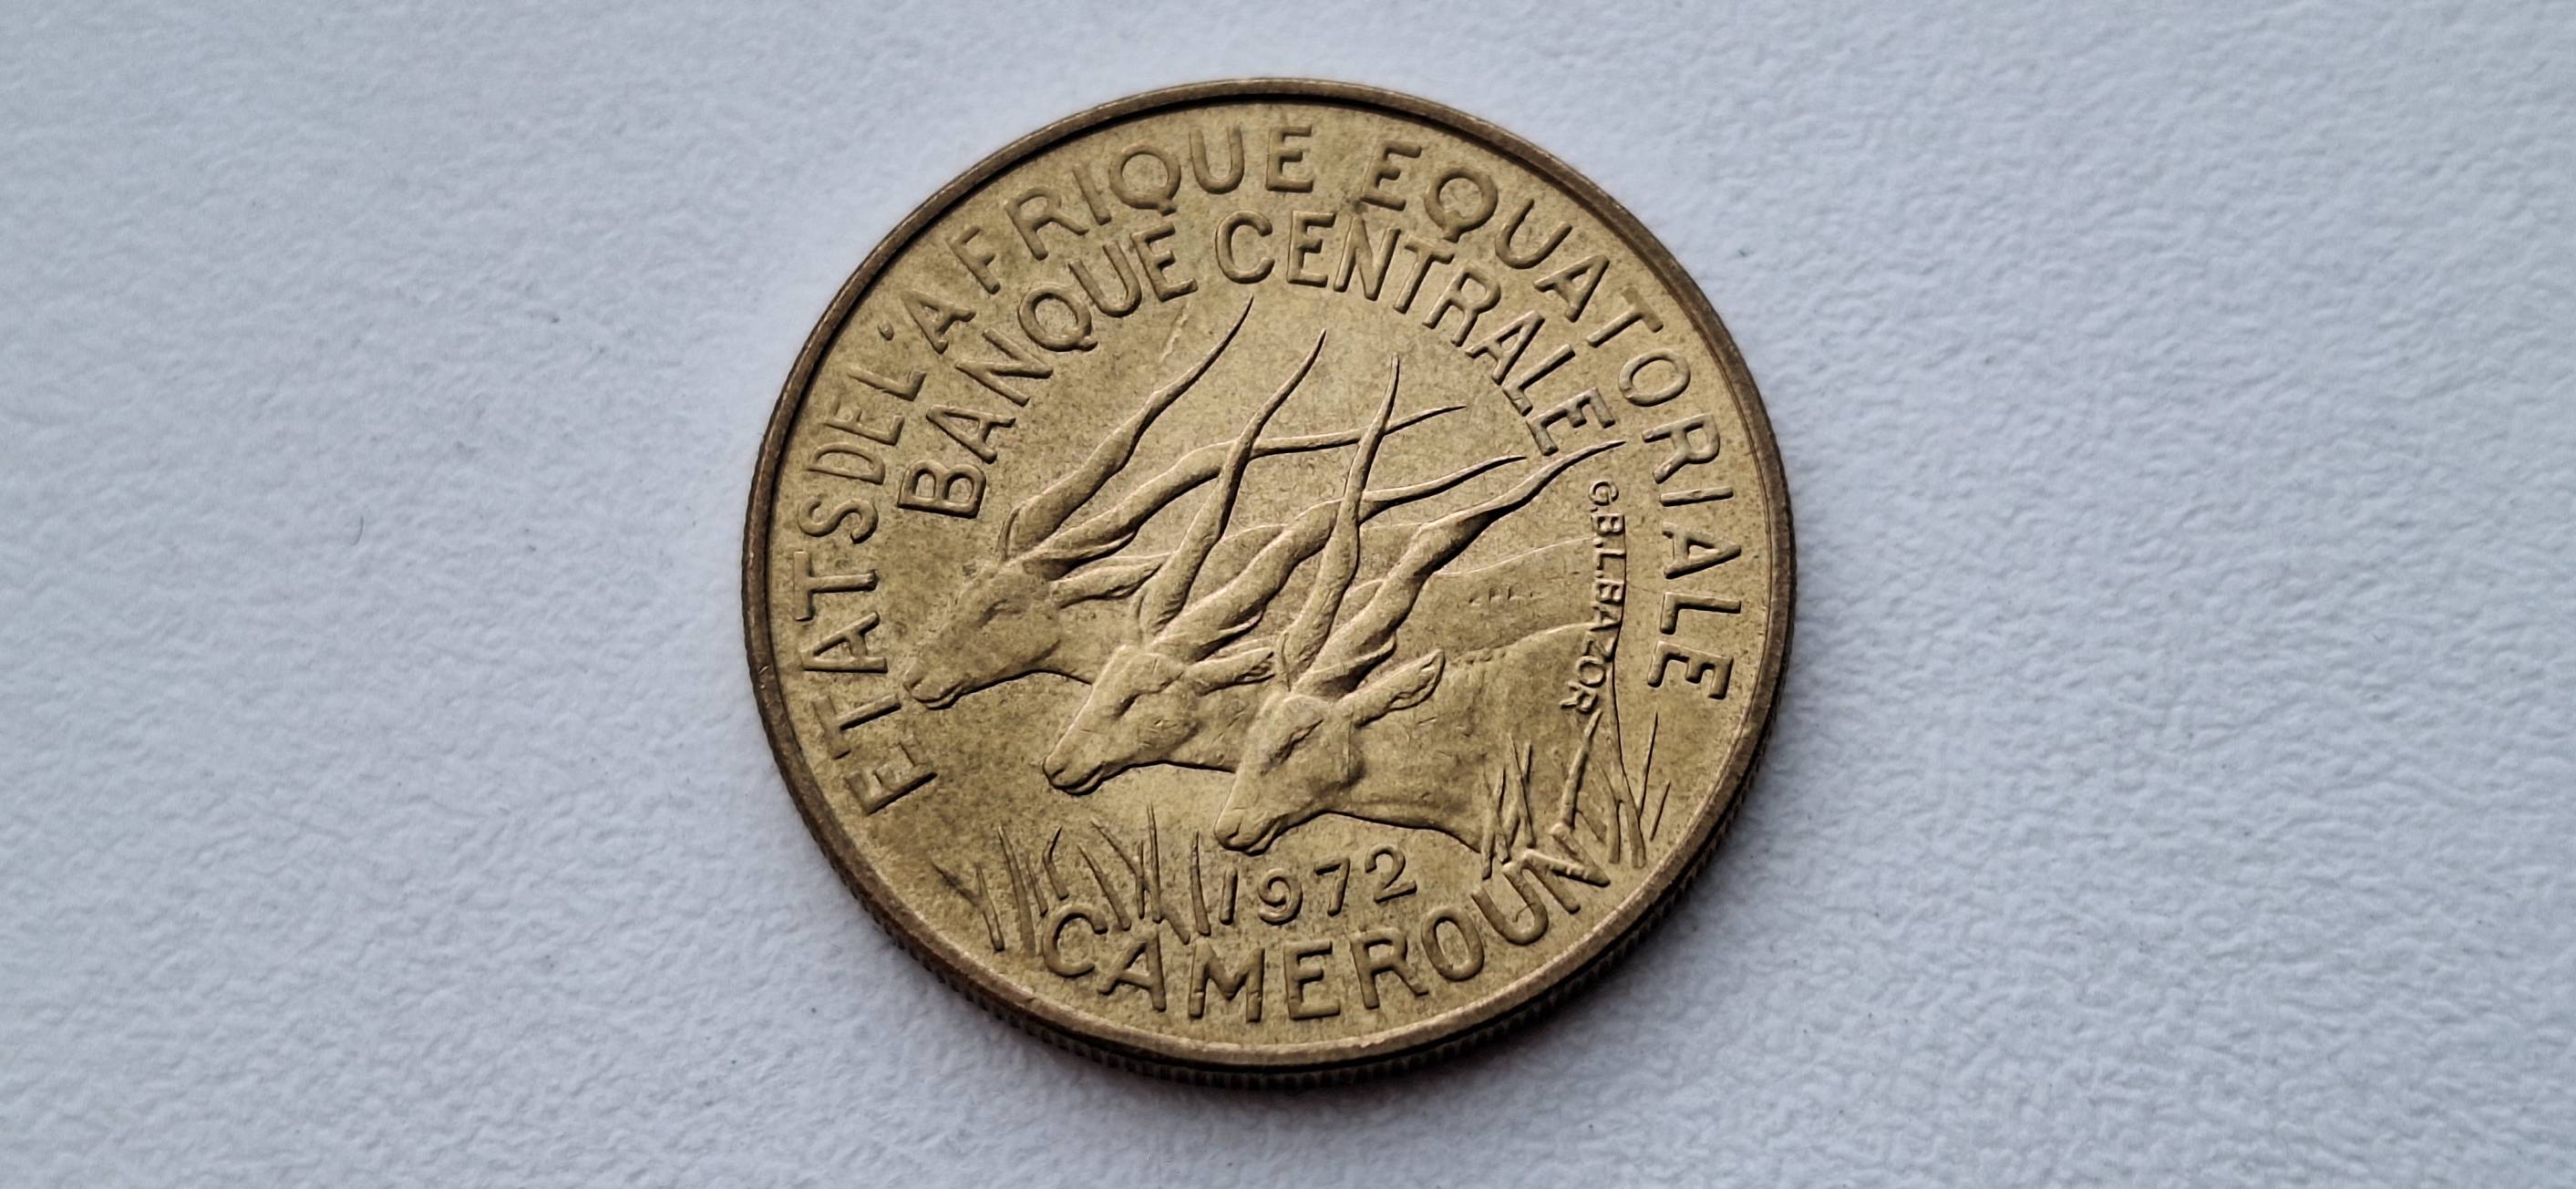 ETATS DE L'AFRIQUE EQUATORIALE
BANQUE CENTRALE
G.B.L.BAZOR
1972
CAMEROUN